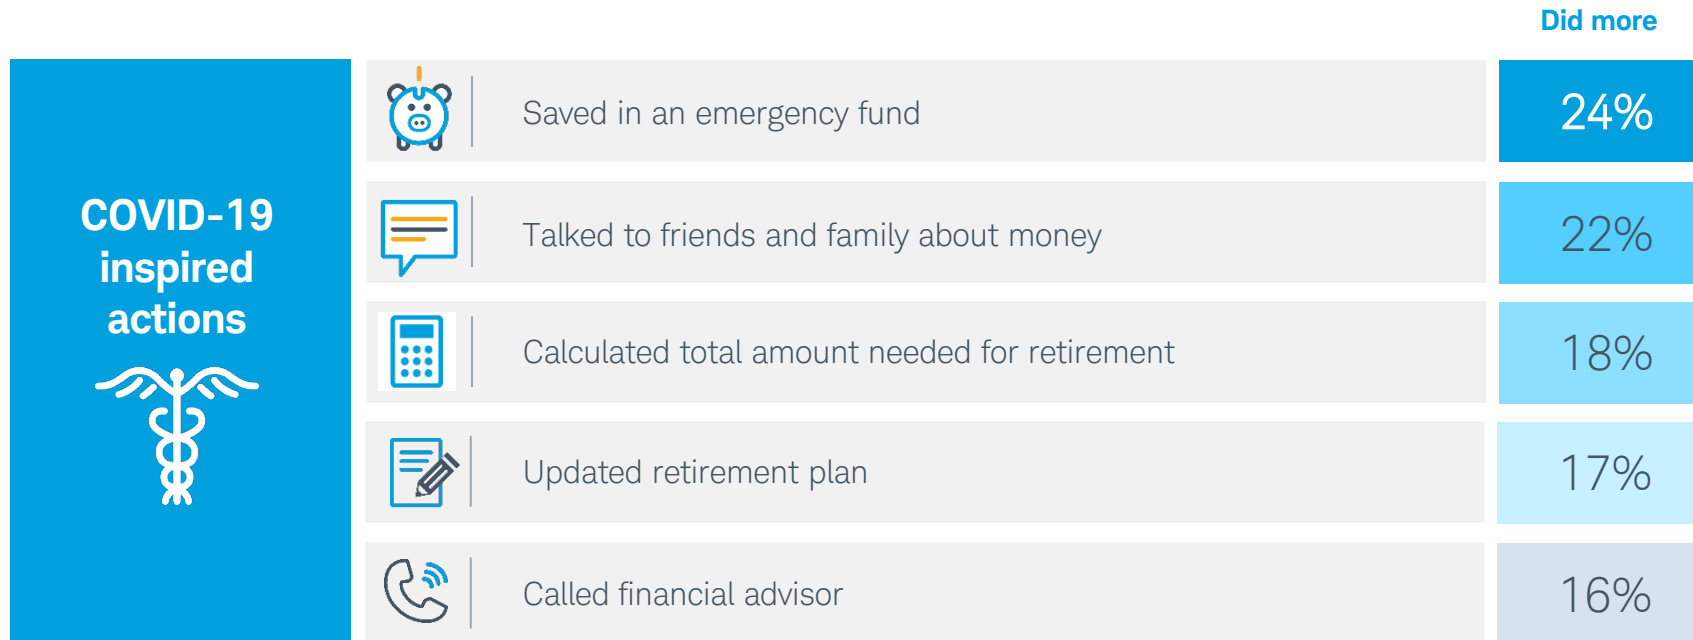 Did more
COVID-19
inspired
actions
Saved in an emergency fund
24%
Talked to friends and family about money
22%
Calculated total amount needed for retirement
18%
Updated retirement plan
17%
Called financial advisor
16%